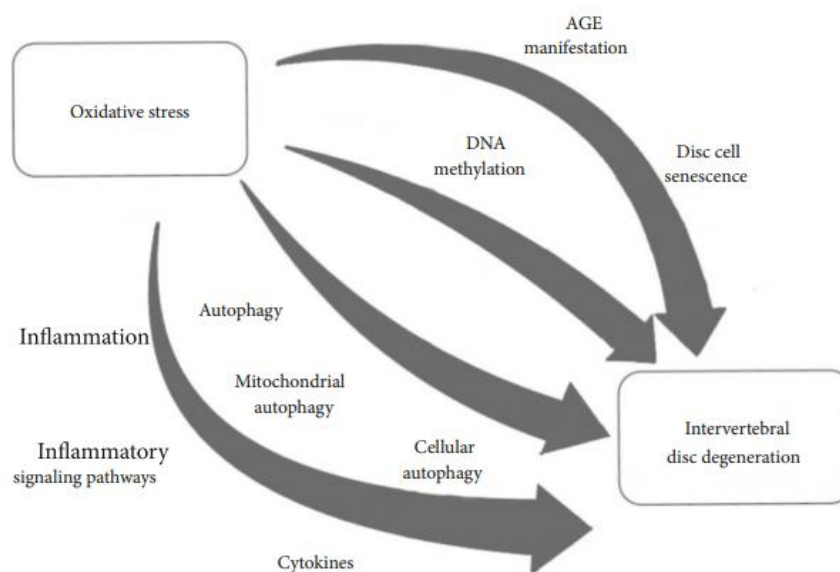 AGE
manifestation
Oxidative stress
DNA
methylation
Disc cell
senescence
Autophagy
Inflammation
Mitochondrial
autophagy
Inflammatory
signaling pathways
Cellular
autophagy
Intervertebral
disc degeneration
Cytokines